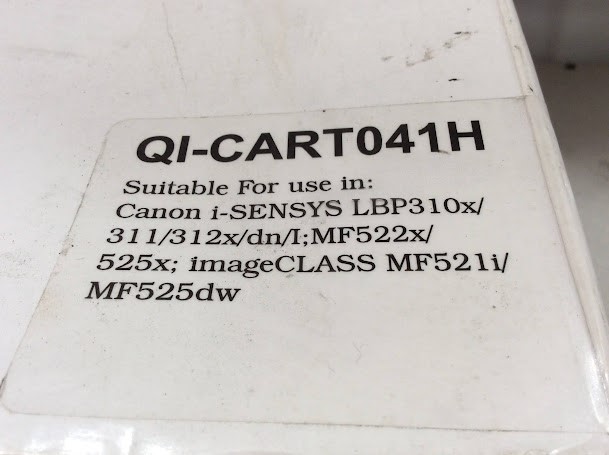 QI-CART041H
Suitable For use in:
Canon i-SENSYS LBP310x/
311/312x/dn/I;MF522x/
525x; imageCLASS MF521i/
MF525dw